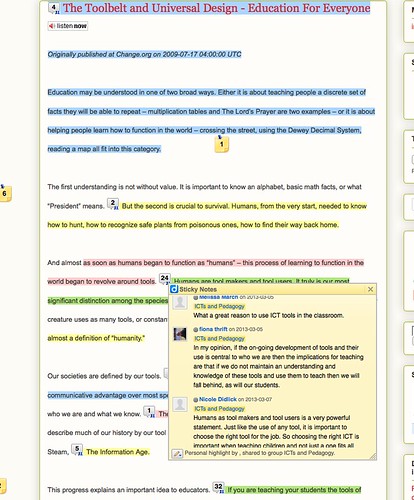 4 The Toolbelt and Universal Design - Education For Everyone
listen now
Originally published at Change.org on 2009-07-17 04:00:00 UTC
Education may be understood in one of two broad ways. Either it is about teaching people a discrete set of
facts they will be able to repeat – multiplication tables and The Lord's Prayer are two examples – or it is about
helping people learn how to function in the world – crossing the street, using the Dewey Decimal System,
reading a map all fit into this category.
1
The first understanding is not without value. It is important to know an alphabet, basic math facts, or what
6
"President" means. 2 But the second is crucial to survival. Humans, from the very start, needed to know
how to hunt, how to recognize safe plants from poisonous ones, how to find their way back home.
And almost as soon as humans began to function as "humans" – this process of learning to function in the
world began to revolve around tools. 24 Humans are tool makers and tool users. It truly is our most
significant distinction among the species
creature uses as many tools, or constan
almost a definition of "humanity."
Our societies are defined by our tools.
communicative advantage over most spe
who we are and what we know. 1 The
describe much of our history by our tool
Steam, 5 The Information Age.
This progress explains an important idea to educators. 32 If you are teaching your students the tools of
Sticky Notes
@ Melissa March on 2013-03-05
ICTs and Pedagogy
What a great reason to use ICT tools in the classroom.
@ fiona thrift on 2013-03-05
ICTs and Pedagogy
In my opinion, if the on-going development of tools and their
use is central to who we are then the implications for teaching
are that if we do not maintain an understanding and
knowledge of these tools and use them to teach then we will
fall behind, as will our students.
@ Nicole Didlick on 2013-03-07
ICTs and Pedagogy
Humans as tool makers and tool users is a very powerful
statement. Just like the use of any tool, it is important to
choose the right tool for the job. So choosing the right ICT is
important when teaching children and not just a one fits all
Personal highlight by , shared to group ICTs and Pedagogy.